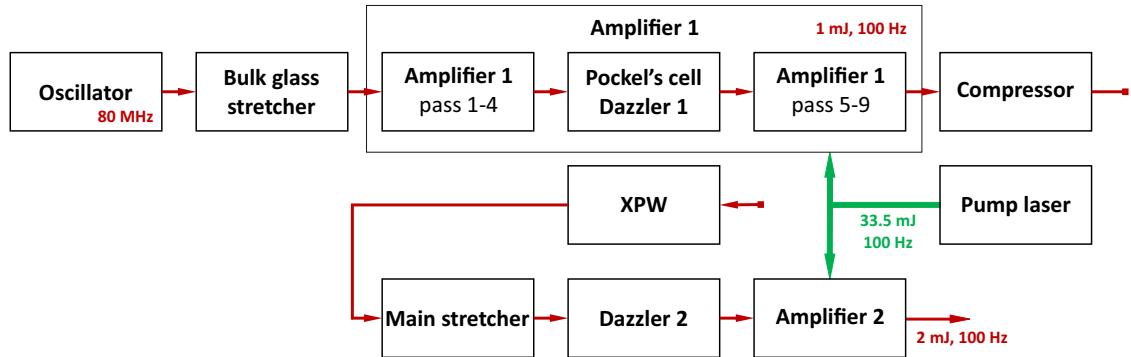 Amplifier 1
1 mJ, 100 Hz
Oscillator
80 MHz
Bulk glass
stretcher
Amplifier 1
pass 1-4
Pockel's cell
Dazzler 1
Amplifier 1
pass 5-9
Compressor
XPW
33.5 mJ
100 Hz
Pump laser
Main stretcher
Dazzler 2
Amplifier 2
2 mJ, 100 Hz